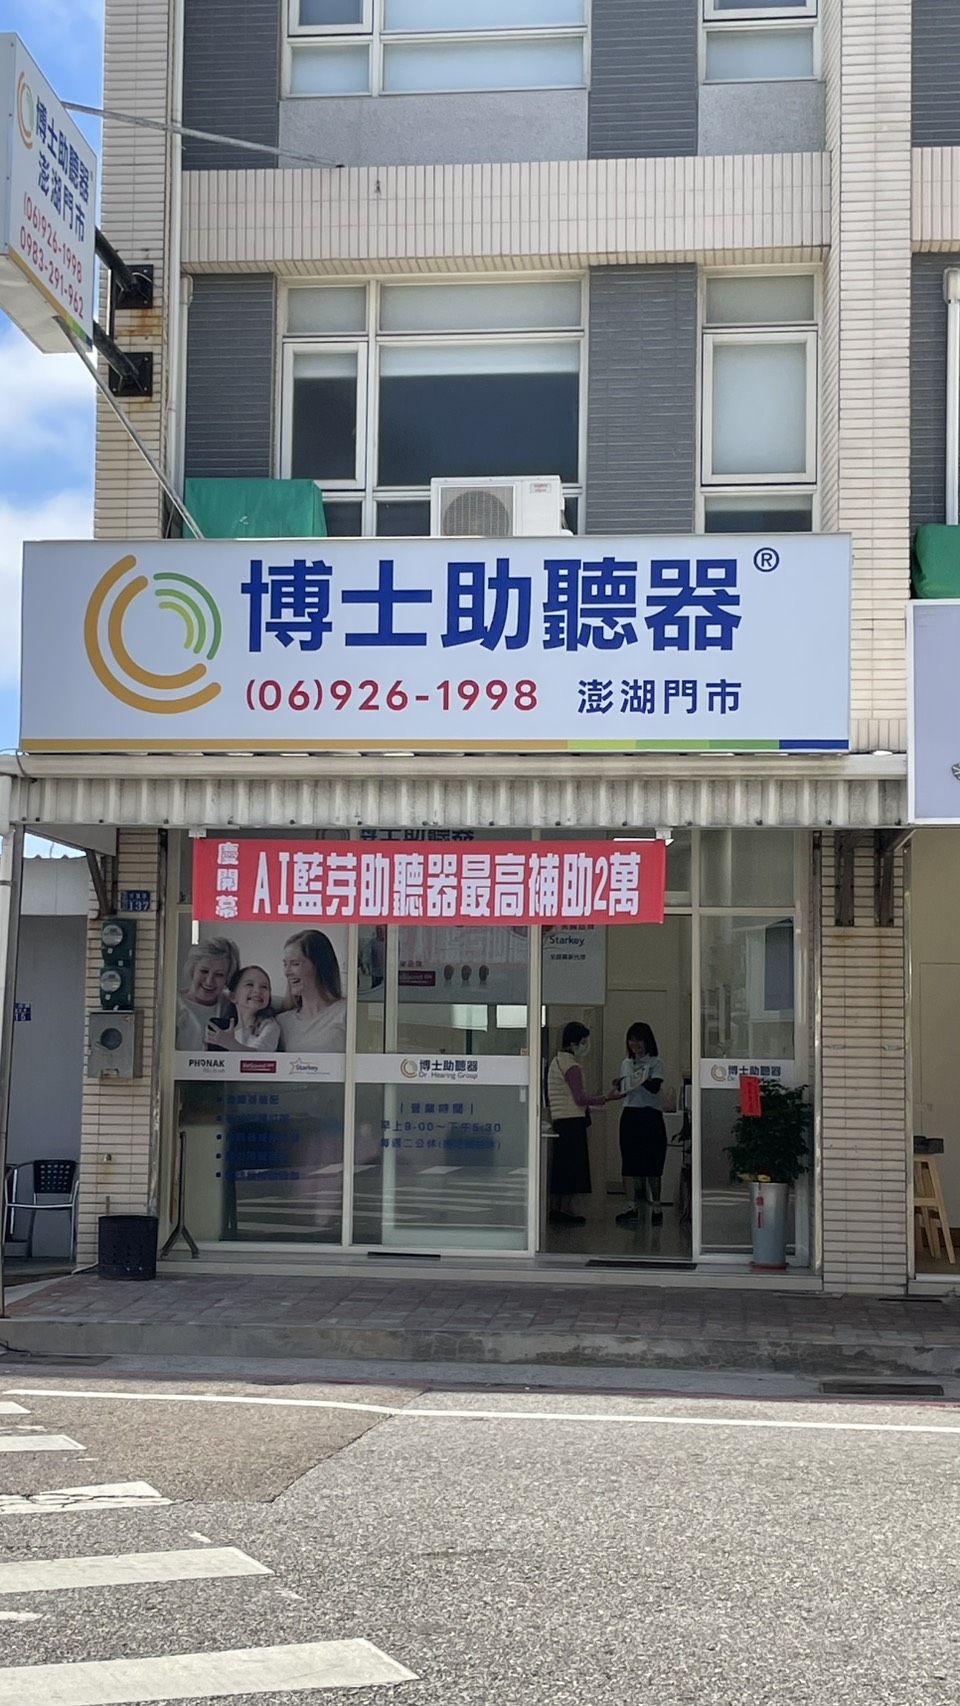 博士助聽器
澎湖門市
(06)926-1998
0983-291-962
博士助聽器®
(06)926-1998 澎湖門市
慶開幕 AI藍芽助聽器最高補助2萬
137
Starkey
PHONAK
ReSound
Starkey
博士助聽器
Dr. Hearing Group
博士助聽器
|營業時間|
早上9:00～下午5:30